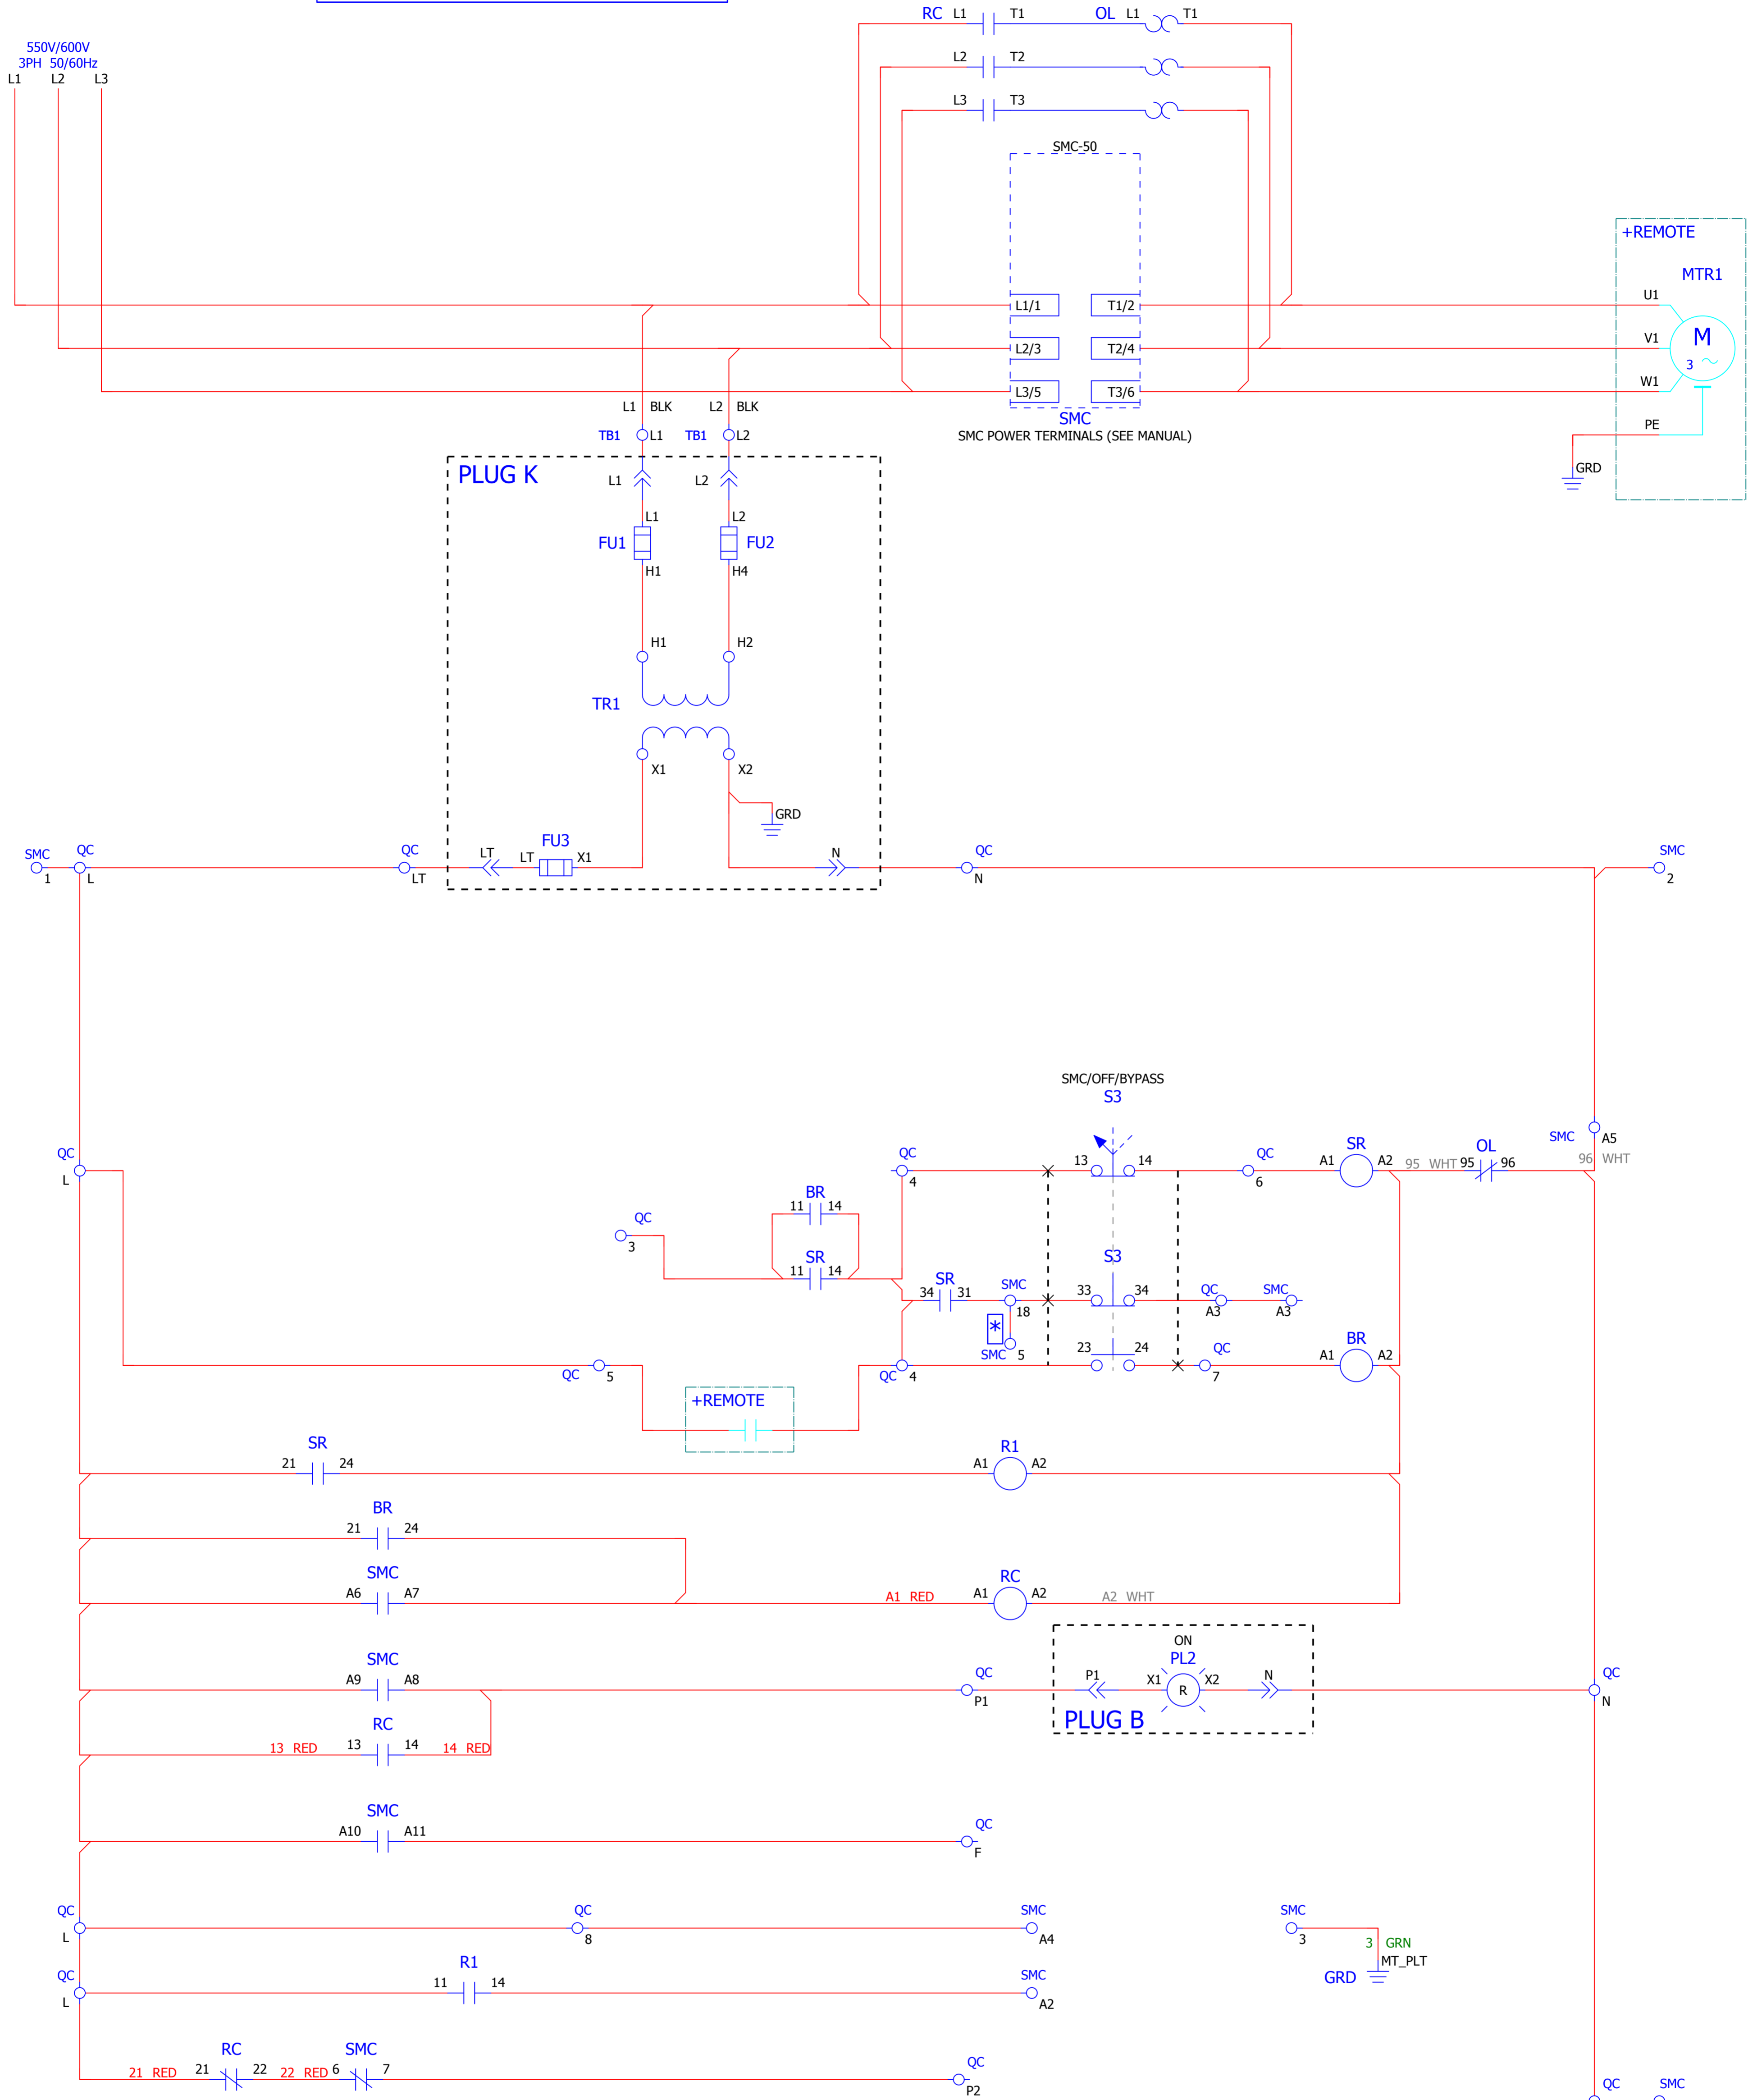 RC L1 T1 OL L1 T1
550V/600V
3PH 50/60Hz
L1 L2 L3
L2 T2
L3 T3
SMC-50
+REMOTE
MTR1
L1/1 T1/2 U1
L2/3 T2/4 V1 M
3
L3/5 T3/6 W1
L1 BLK L2 BLK
SMC
TB1 L1 TB1 L2
SMC POWER TERMINALS (SEE MANUAL)
PE
PLUG K
L1 L2
GRD
L1 L2
FU1 FU2
H1 H4
H1 H2
TR1
X1 X2
GRD
FU3
SMC QC QC LT LT X1 N QC SMC
1 L LT N 2
SMC/OFF/BYPASS
S3
SMC A5
QC QC 13 14 QC SR OL
A1 A2 95 WHT 95 96 96 WHT
L 4 6
BR
11 14
QC
3
SR
11 14
S3
SR
34 31 SMC 33 34 QC SMC
18 A3 A3
*
SMC 5 23 24 QC BR
A1 A2
QC 5 QC 4 7
+REMOTE
SR R1
21 24 A1 A2
BR
21 24
SMC RC
A6 A7 A1 RED A1 A2 A2 WHT
ON
SMC PL2
A9 A8 QC P1 X1 X2 N QC
R
P1 N
PLUG B
RC
13 RED 13 14 14 RED
SMC
A10 A11 QC
F
QC QC SMC SMC
L 8 A4 3
3 GRN
MT_PLT
GRD
QC R1 SMC
11 14
L A2
RC SMC
21 RED 21 22 22 RED 6 7 QC
P2
QC SMC